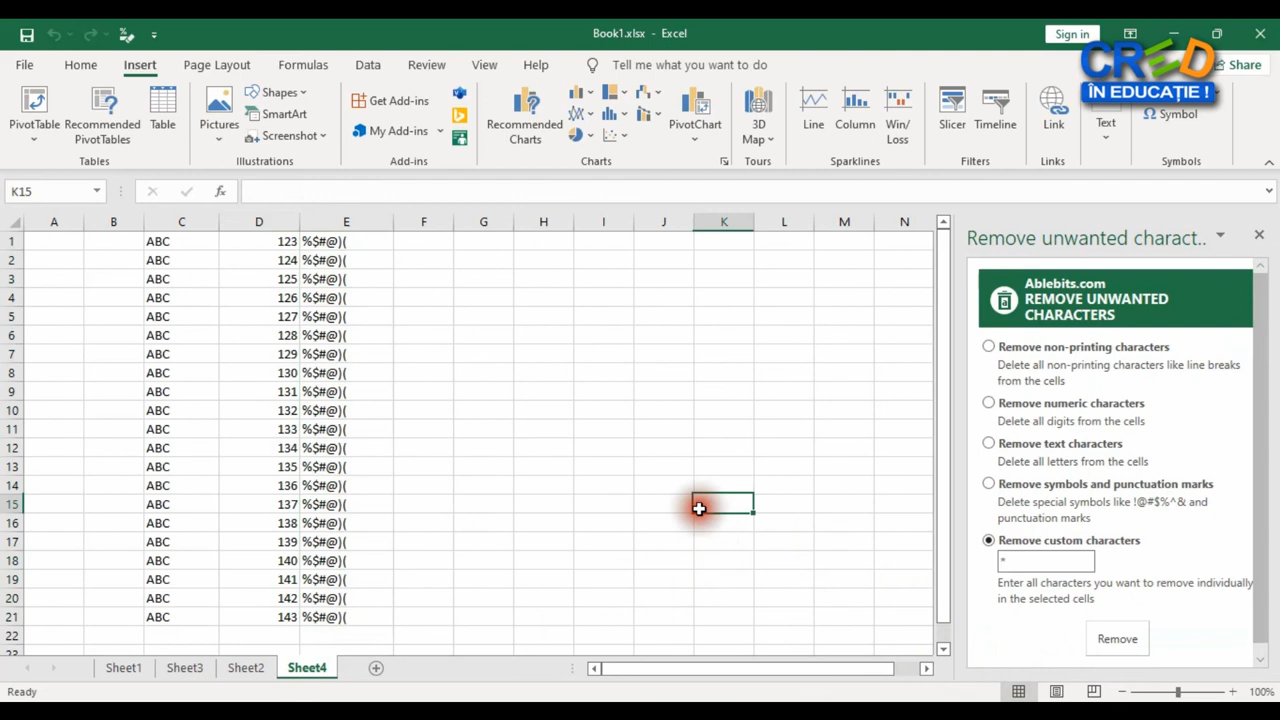 Book1.xlsx - Excel
Sign in
CRED
ÎN EDUCAȚIE !
File Home Insert Page Layout Formulas Data Review View Help Tell me what you want to do Share
PivotTable
Recommended
PivotTables
Table
Tables
Pictures
Shapes
SmartArt
Screenshot
Illustrations
Get Add-ins
My Add-ins
Add-ins
Recommended
Charts
PivotChart
Charts
3D
Map
Tours
Line
Column
Win/
Loss
Sparklines
Slicer
Timeline
Filters
Link
Links
Text
Symbol
Symbols
K15
fx
A B C D E F G H I J K L M N
1 ABC 123 %$#@)(
2 ABC 124 %$#@)(
3 ABC 125 %$#@)(
4 ABC 126 %$#@)(
5 ABC 127 %$#@)(
6 ABC 128 %$#@)(
7 ABC 129 %$#@)(
8 ABC 130 %$#@)(
9 ABC 131 %$#@)(
10 ABC 132 %$#@)(
11 ABC 133 %$#@)(
12 ABC 134 %$#@)(
13 ABC 135 %$#@)(
14 ABC 136 %$#@)(
15 ABC 137 %$#@)(
16 ABC 138 %$#@)(
17 ABC 139 %$#@)(
18 ABC 140 %$#@)(
19 ABC 141 %$#@)(
20 ABC 142 %$#@)(
21 ABC 143 %$#@)(
22
23
Remove unwanted charact..
Ablebits.com
REMOVE UNWANTED
CHARACTERS
Remove non-printing characters
Delete all non-printing characters like line breaks
from the cells
Remove numeric characters
Delete all digits from the cells
Remove text characters
Delete all letters from the cells
Remove symbols and punctuation marks
Delete special symbols like !@#$%^& and
punctuation marks
Remove custom characters
*
Enter all characters you want to remove individually
in the selected cells
Remove
Sheet1 Sheet3 Sheet2 Sheet4
Ready
100%